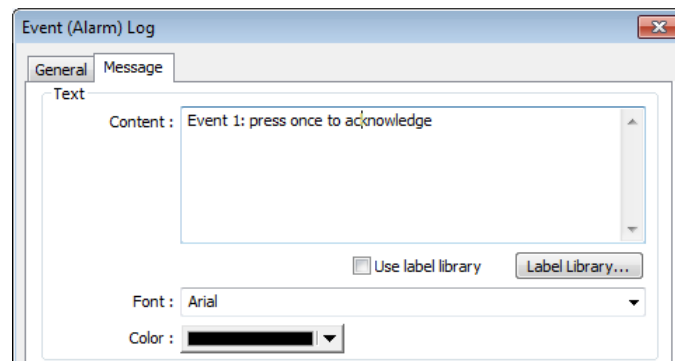 Event (Alarm) Log
General Message
Text
Content : Event 1: press once to acknowledge
Use label library Label Library...
Font : Arial
Color :